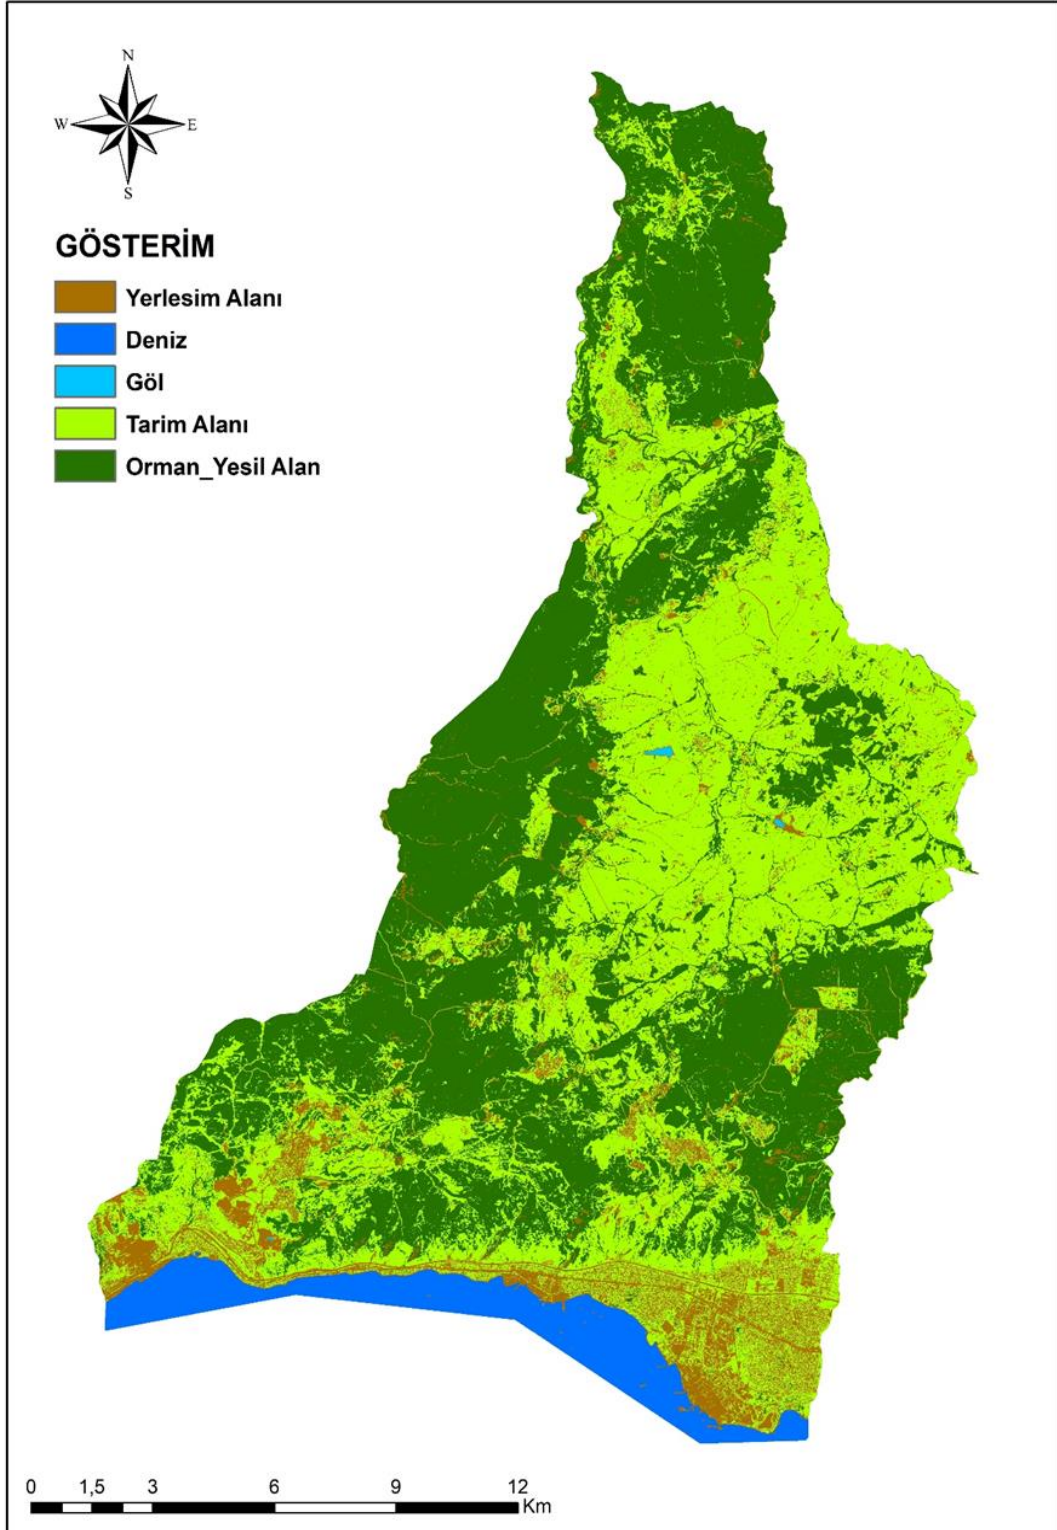 N
W E
S
GÖSTERİM
Yerlesim Alanı
Deniz
Göl
Tarim Alanı
Orman_Yesil Alan
0 1,5 3 6 9 12
Km